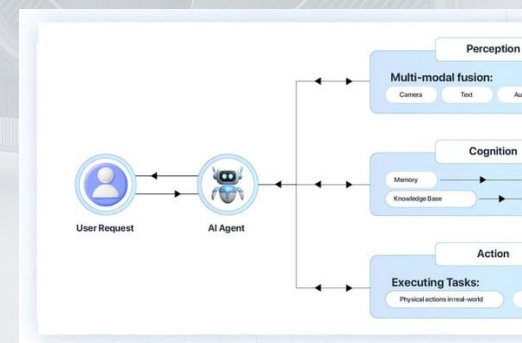 Perception
Multi-modal fusion:
Camera
Text
Cognition
Memory
Knowledge Base
User Request
AI Agent
Action
Executing Tasks:
Physical actions in real-world